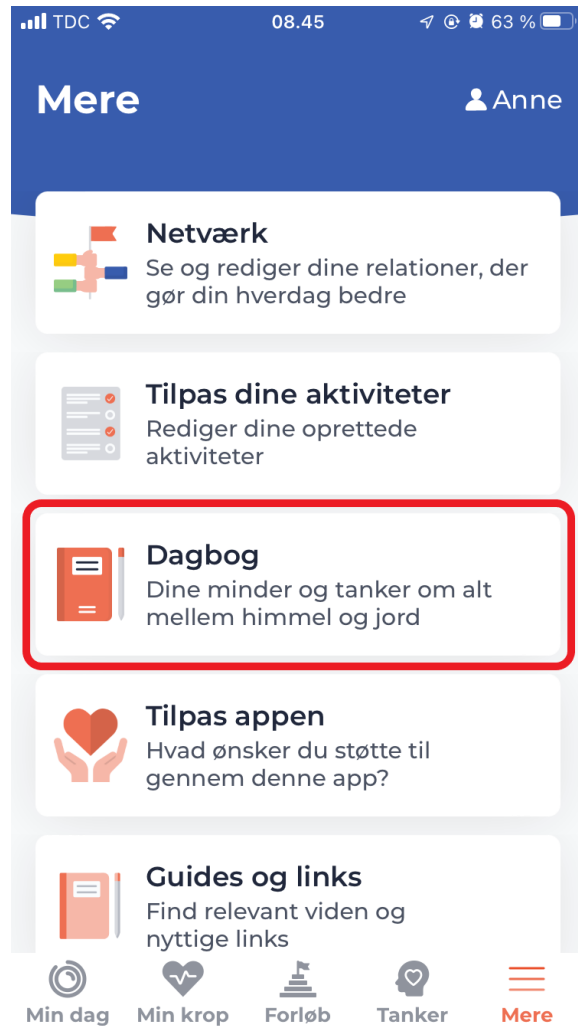 TDC 08.45 63 %
Mere
Anne
Netværk
Se og rediger dine relationer, der
gør din hverdag bedre
Tilpas dine aktiviteter
Rediger dine oprettede
aktiviteter
Dagbog
Dine minder og tanker om alt
mellem himmel og jord
Tilpas appen
Hvad ønsker du støtte til
gennem denne app?
Guides og links
Find relevant viden og
nyttige links
Min dag Min krop Forløb Tanker Mere